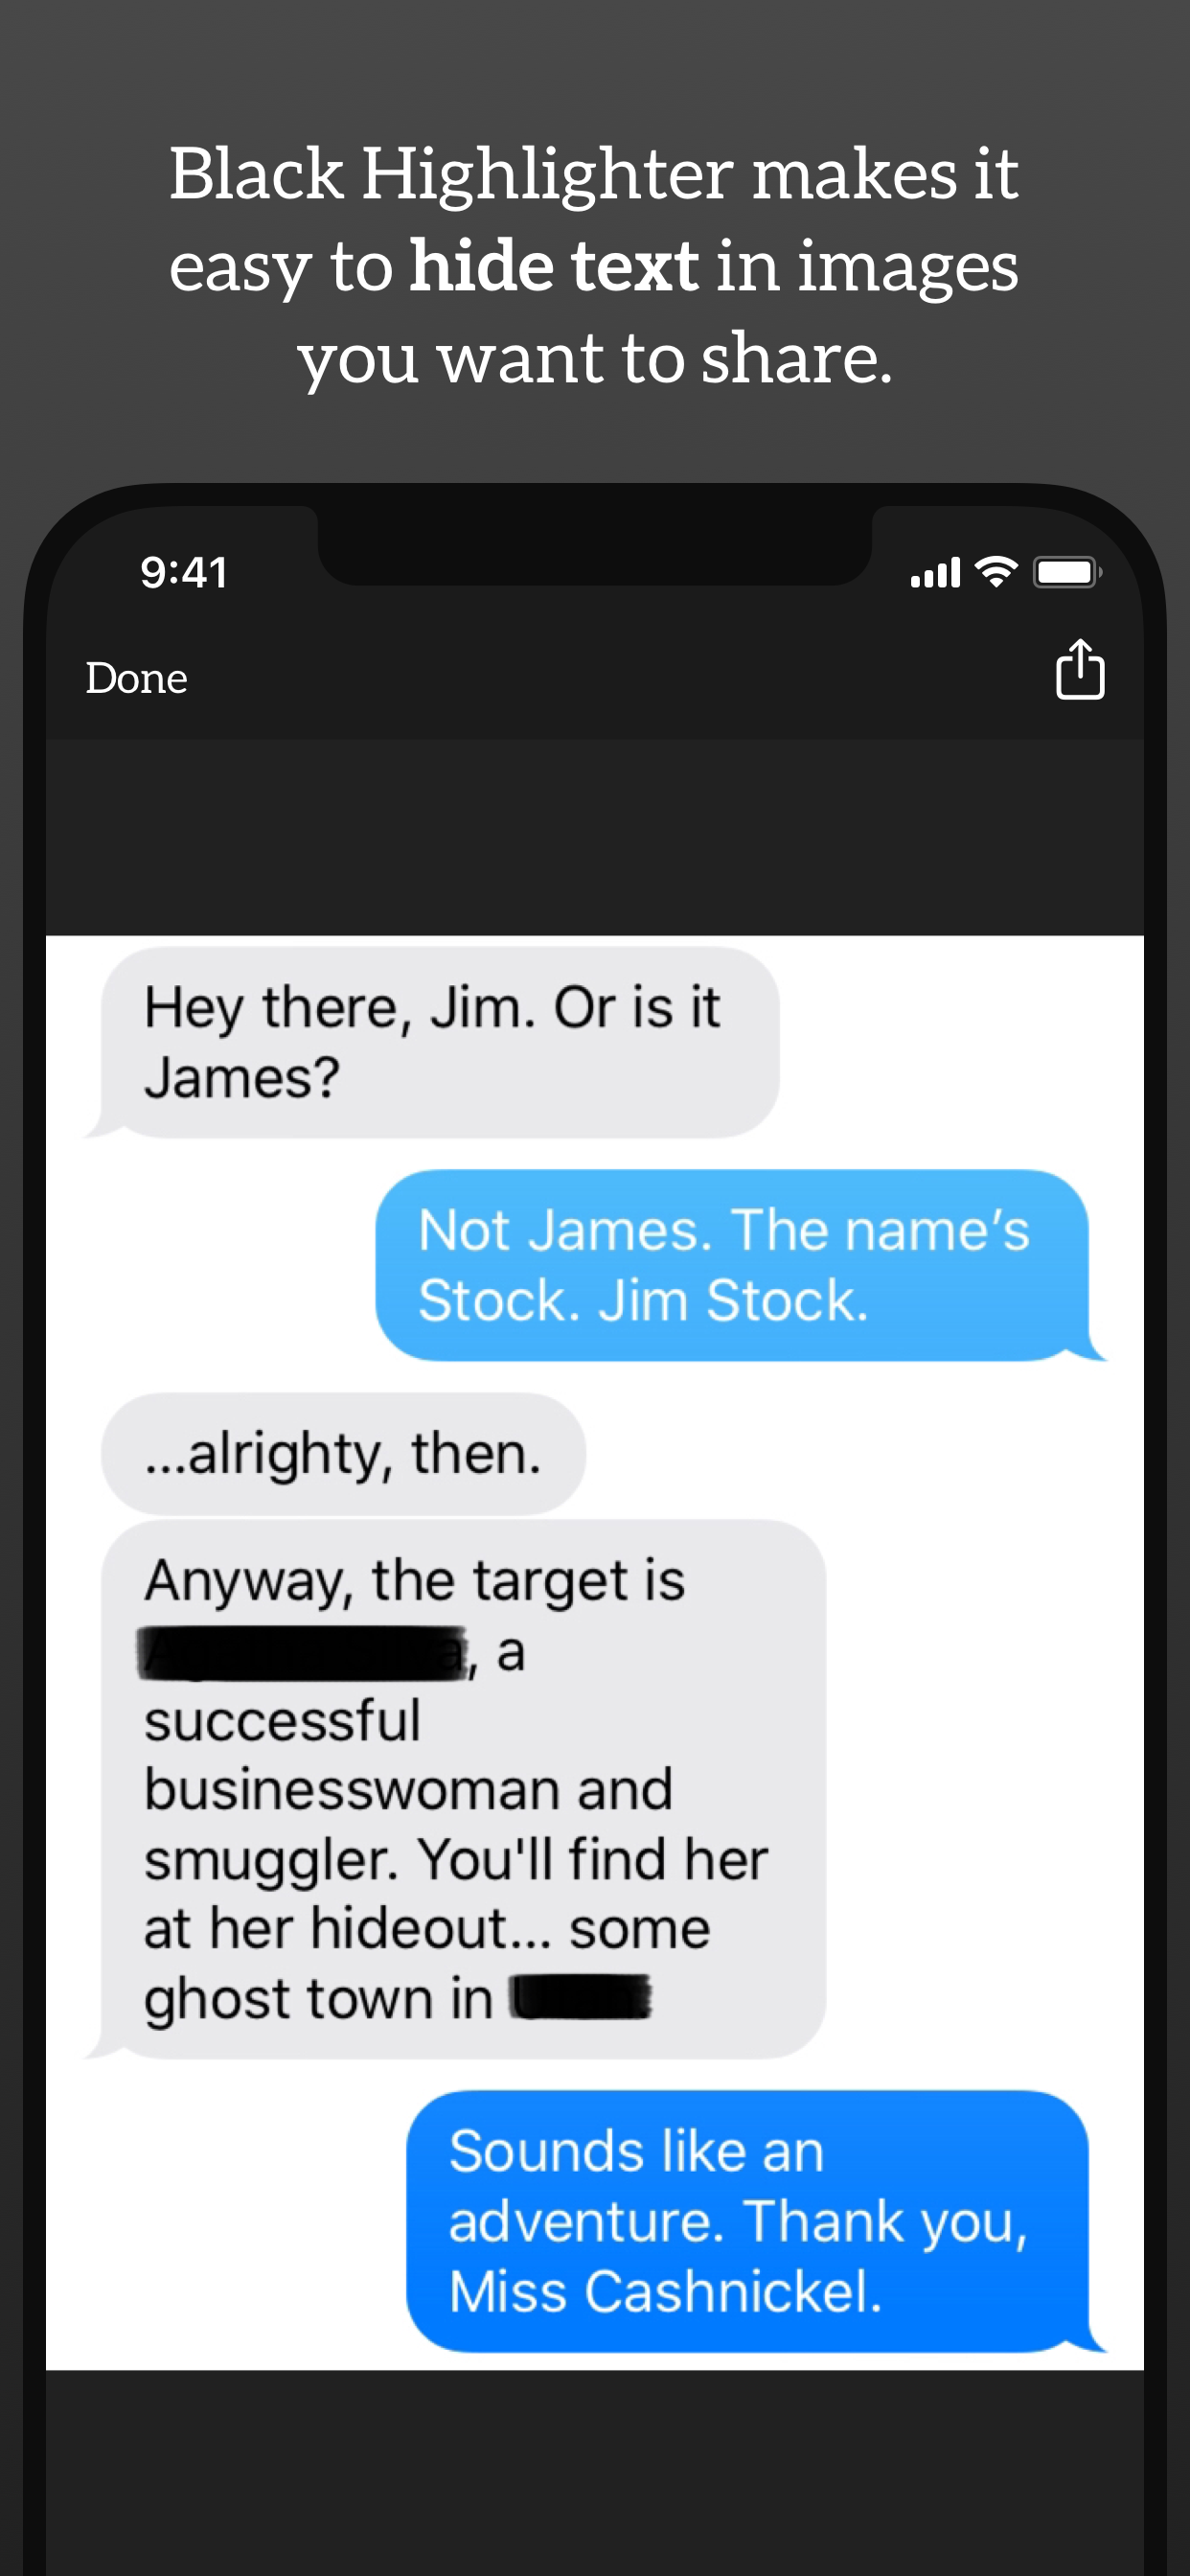 Black Highlighter makes it
easy to hide text in images
you want to share.
9:41
Done
Hey there, Jim. Or is it
James?
Not James. The name’s
Stock. Jim Stock.
...alrighty, then.
Anyway, the target is
, a
successful
businesswoman and
smuggler. You'll find her
at her hideout... some
ghost town in
Sounds like an
adventure. Thank you,
Miss Cashnickel.